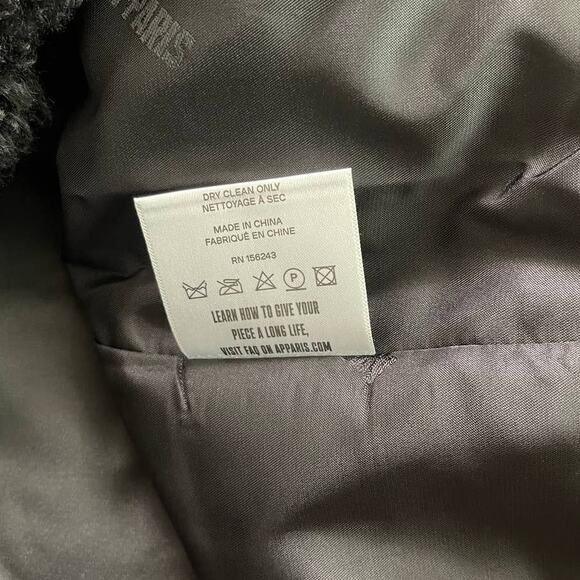 PARIS
DRY CLEAN ONLY
NETTOYAGE À SEC
MADE IN CHINA
FABRIQUÉ EN CHINE
RN 156243
P
LEARN HOW TO GIVE YOUR
PIECE A LONG LIFE,
VISIT FAQ ON APPARIS.COM